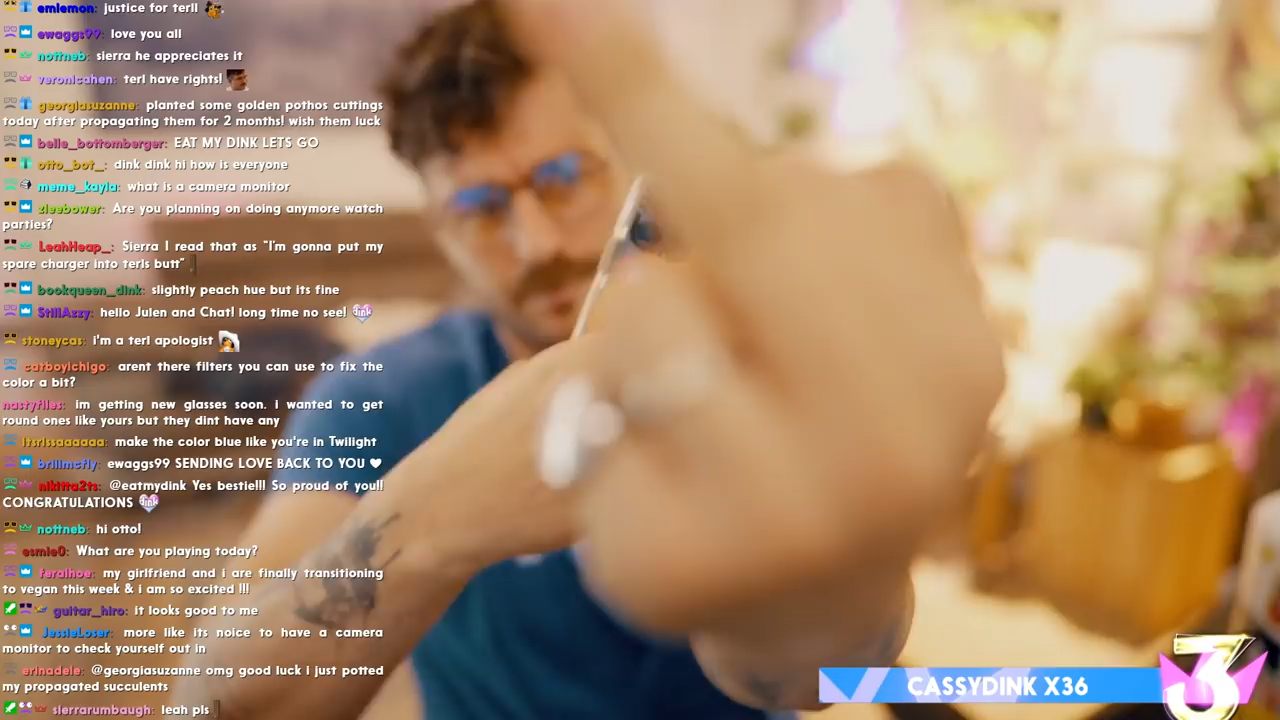 emlemon: justice for terll
ewaggs99: love you all
nottneb: sierra he appreciates it
veronicahen: terl have rights!
georgiasuzanne: planted some golden pothos cuttings
today after propagating them for 2 months! wish them luck
belle_bottomberger: EAT MY DINK LETS GO
otto_bot_: dink dink hi how is everyone
meme_kayla: what is a camera monitor
zleebower: Are you planning on doing anymore watch
parties?
LeahHeap_: Sierra I read that as "I'm gonna put my
spare charger into terls butt"
bookqueen_dink: slightly peach hue but its fine
StillAzzy: hello Julen and Chat! long time no see!
stoneycas: i'm a terl apologist
catboyichigo: arent there filters you can use to fix the
color a bit?
nastyfiles: im getting new glasses soon. i wanted to get
round ones like yours but they dint have any
itsrissaaaaaa: make the color blue like you're in Twilight
brillmcfly: ewaggs99 SENDING LOVE BACK TO YOU ♥
nikitta2ts: @eatmydink Yes bestie!!! So proud of you!!
CONGRATULATIONS
nottneb: hi otto!
esmie0: What are you playing today?
feralhoe: my girlfriend and i are finally transitioning
to vegan this week & i am so excited !!!
guitar_hiro: it looks good to me
JessieLoser: more like its noice to have a camera
monitor to check yourself out in
erinadele: @georgiasuzanne omg good luck i just potted
my propagated succulents
sierrarumbaugh: leah pls
CASSYDINK X36
3